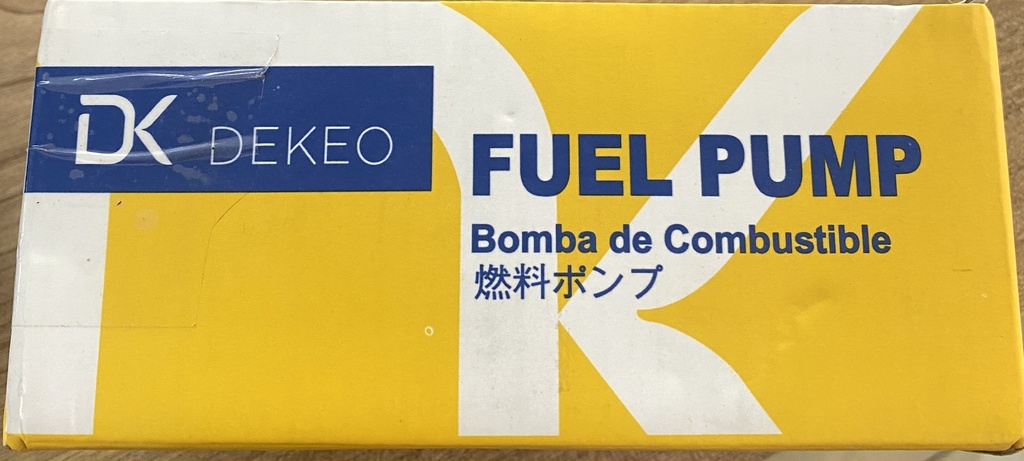 DK DEKEO
FUEL PUMP
Bomba de Combustible
燃料ポンプ